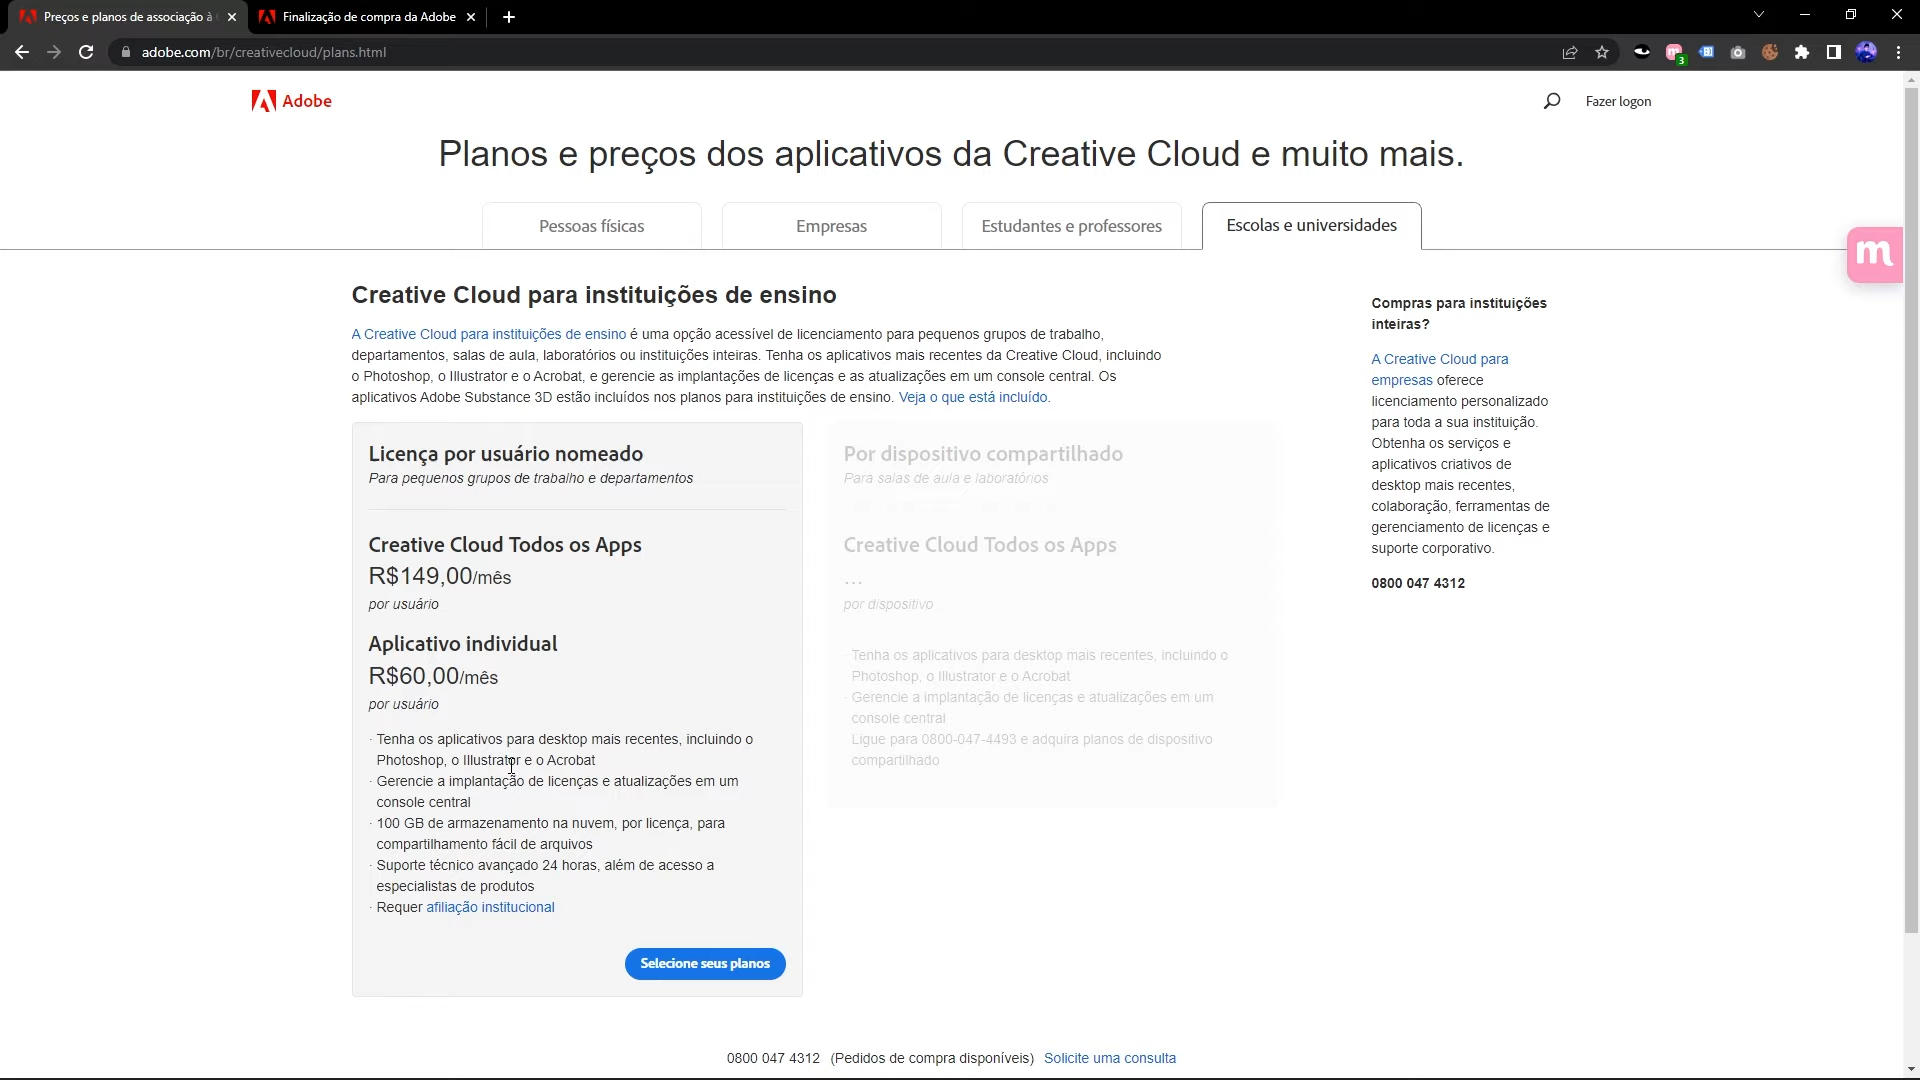 Preços e planos de associação à
Finalização de compra da Adobe
adobe.com/br/creativecloud/plans.html
3
Adobe
Fazer logon
Planos e preços dos aplicativos da Creative Cloud e muito mais.
Pessoas físicas
Empresas
Estudantes e professores
Escolas e universidades
m
Creative Cloud para instituições de ensino
A Creative Cloud para instituições de ensino é uma opção acessível de licenciamento para pequenos grupos de trabalho,
departamentos, salas de aula, laboratórios ou instituições inteiras. Tenha os aplicativos mais recentes da Creative Cloud, incluindo
o Photoshop, o Illustrator e o Acrobat, e gerencie as implantações de licenças e as atualizações em um console central. Os
aplicativos Adobe Substance 3D estão incluídos nos planos para instituições de ensino. Veja o que está incluído.
Licença por usuário nomeado
Para pequenos grupos de trabalho e departamentos
Creative Cloud Todos os Apps
R$149,00/mês
por usuário
Aplicativo individual
R$60,00/mês
por usuário
· Tenha os aplicativos para desktop mais recentes, incluindo o
Photoshop, o Illustrator e o Acrobat
· Gerencie a implantação de licenças e atualizações em um
console central
· 100 GB de armazenamento na nuvem, por licença, para
compartilhamento fácil de arquivos
· Suporte técnico avançado 24 horas, além de acesso a
especialistas de produtos
· Requer afiliação institucional
Selecione seus planos
Por dispositivo compartilhado
Para salas de aula e laboratórios
Creative Cloud Todos os Apps
...
por dispositivo
· Tenha os aplicativos para desktop mais recentes, incluindo o
Photoshop, o Illustrator e o Acrobat
· Gerencie a implantação de licenças e atualizações em um
console central
Ligue para 0800-047-4493 e adquira planos de dispositivo
compartilhado
Compras para instituições
inteiras?
A Creative Cloud para
empresas oferece
licenciamento personalizado
para toda a sua instituição.
Obtenha os serviços e
aplicativos criativos de
desktop mais recentes,
colaboração, ferramentas de
gerenciamento de licenças e
suporte corporativo.
0800 047 4312
0800 047 4312 (Pedidos de compra disponíveis) Solicite uma consulta